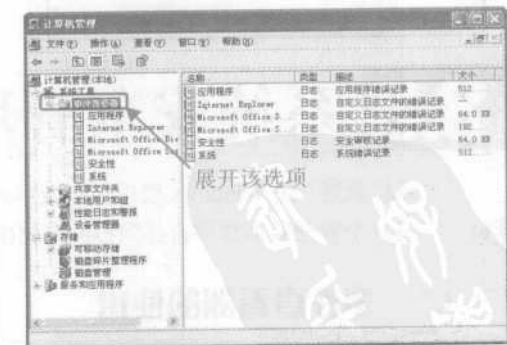 计算机管理
文件(F) 操作(A) 查看(V) 窗口(W) 帮助(H)
计算机管理(本地)
系统工具
事件查看器
应用程序
Internet Explorer
Microsoft Office Div
Microsoft Office Ses
安全性
系统
共享文件夹
本地用户和组
性能日志和警报
设备管理器
存储
可移动存储
磁盘碎片整理程序
磁盘管理
服务和应用程序
名称 类型 描述 大小
应用程序 日志 应用程序错误记录 512
Internet Explorer 日志 自定义日志文件的错误记录
Microsoft Office D 日志 自定义日志文件的错误记录 64.0 KB
Microsoft Office S 日志 自定义日志文件的错误记录 192
安全性 日志 安全审核记录 64.0 KB
系统 日志 系统错误记录 512
展开该选项